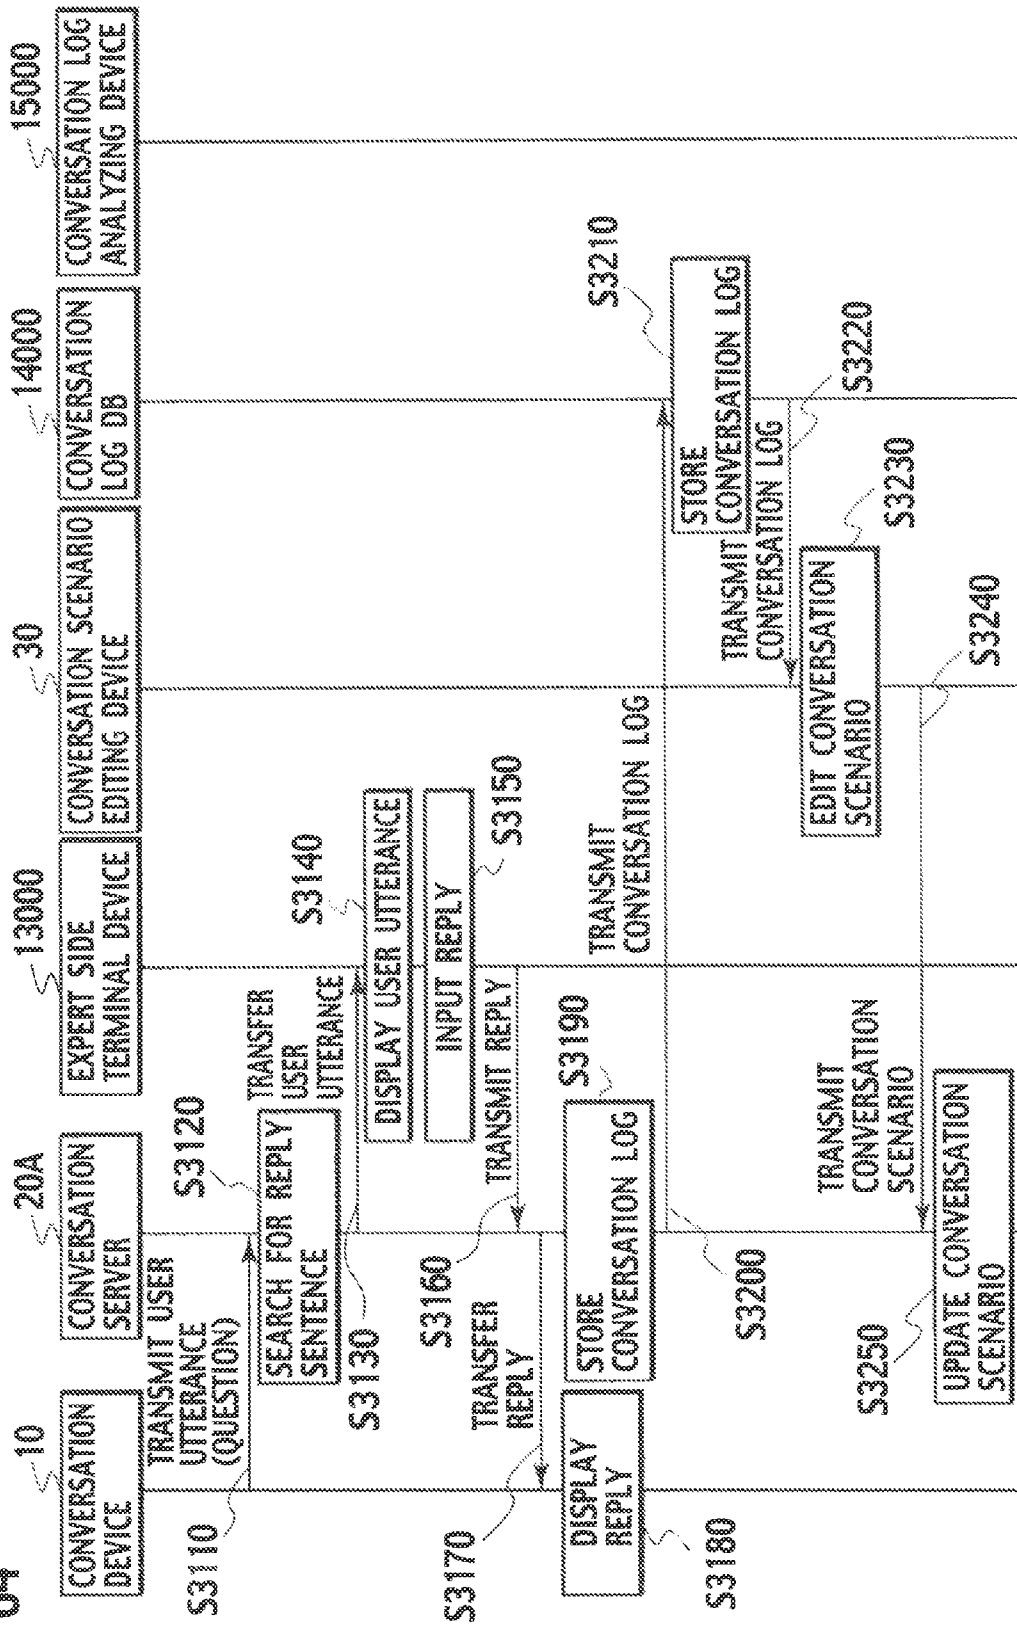 10
CONVERSATION
DEVICE
20A
CONVERSATION
SERVER
13000
EXPERT SIDE
TERMINAL DEVICE
30
CONVERSATION SCENARIO
EDITING DEVICE
14000
CONVERSATION
LOG DB
15000
CONVERSATION LOG
ANALYZING DEVICE
TRANSMIT USER
UTTERANCE
(QUESTION)
S3110
S3120
SEARCH FOR REPLY
SENTENCE
TRANSFER
USER
UTTERANCE
S3130
S3140
DISPLAY USER UTTERANCE
INPUT REPLY
S3150
TRANSMIT REPLY
S3160
TRANSFER
REPLY
S3170
DISPLAY
REPLY
S3180
S3190
STORE
CONVERSATION LOG
TRANSMIT
CONVERSATION LOG
S3200
S3210
STORE
CONVERSATION LOG
TRANSMIT
CONVERSATION LOG
S3220
S3230
EDIT CONVERSATION
SCENARIO
S3240
TRANSMIT
CONVERSATION
SCENARIO
S3250
UPDATE CONVERSATION
SCENARIO